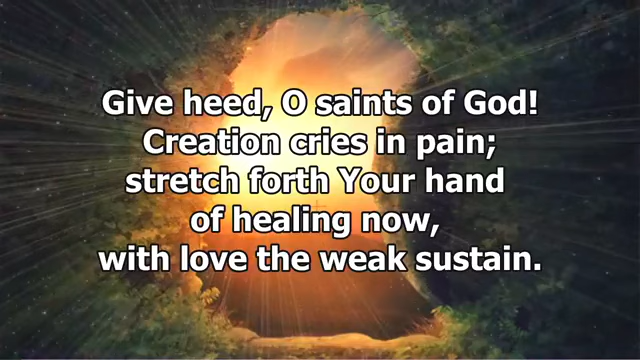 Give heed, O saints of God!
Creation cries in pain;
stretch forth Your hand
of healing now,
with love the weak sustain.